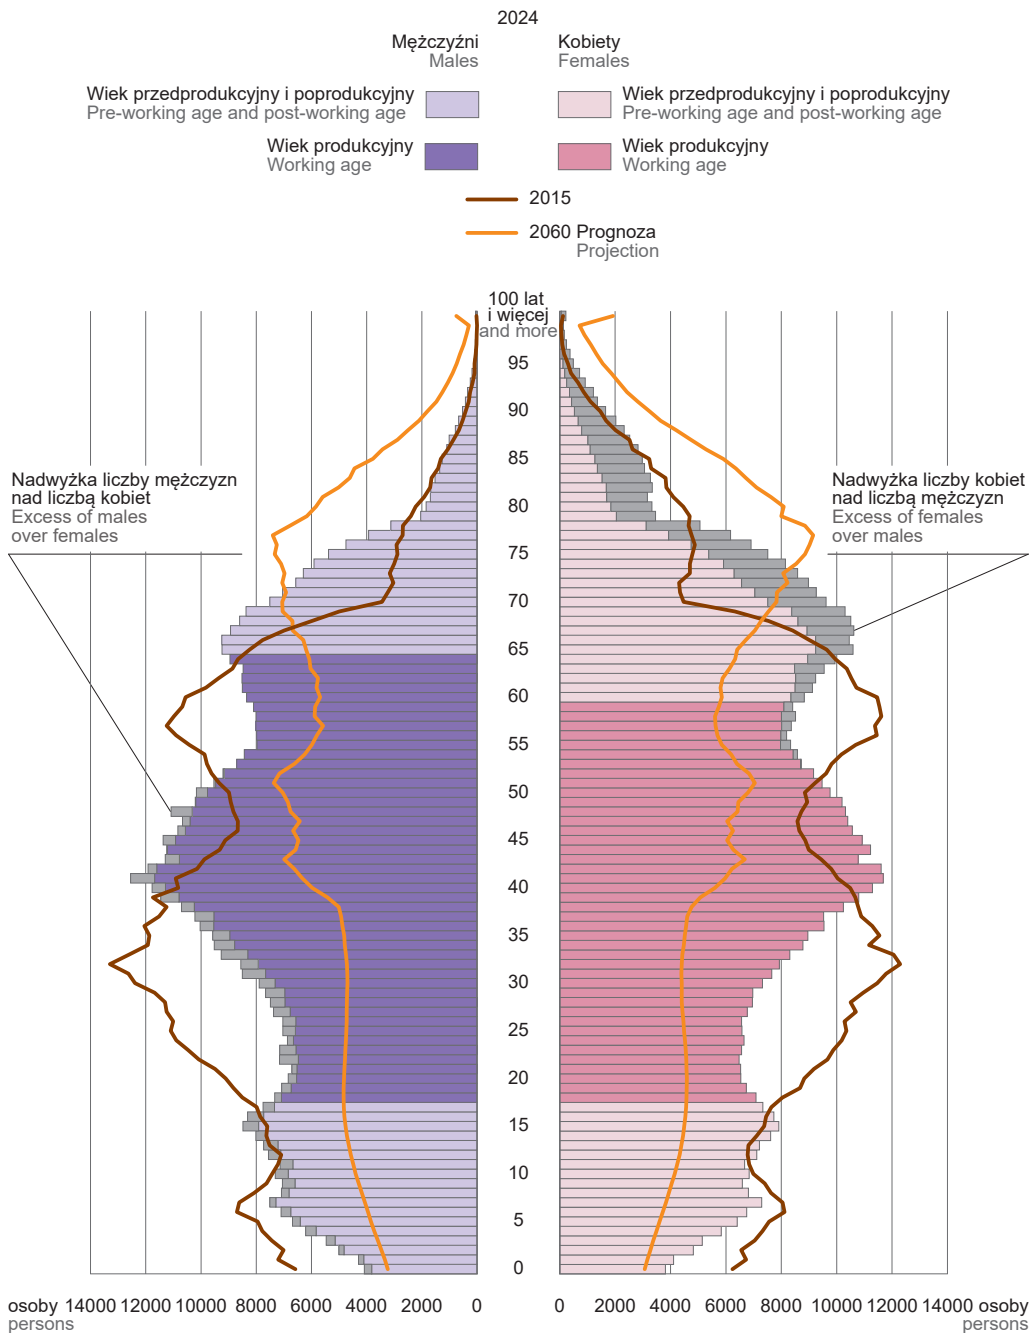 2024
Mężczyźni
Males
Kobiety
Females
Wiek przedprodukcyjny i poprodukcyjny
Pre-working age and post-working age
Wiek przedprodukcyjny i poprodukcyjny
Pre-working age and post-working age
Wiek produkcyjny
Working age
Wiek produkcyjny
Working age
2015
2060 Prognoza
Projection
100 lat
i więcej
and more
95
90
85
80
75
70
65
60
55
50
45
40
35
30
25
20
15
10
5
0
Nadwyżka liczby mężczyzn
nad liczbą kobiet
Excess of males
over females
Nadwyżka liczby kobiet
nad liczbą mężczyzn
Excess of females
over males
osoby 14000 12000 10000 8000 6000 4000 2000 0
persons
0 2000 4000 6000 8000 10000 12000 14000 osoby
persons